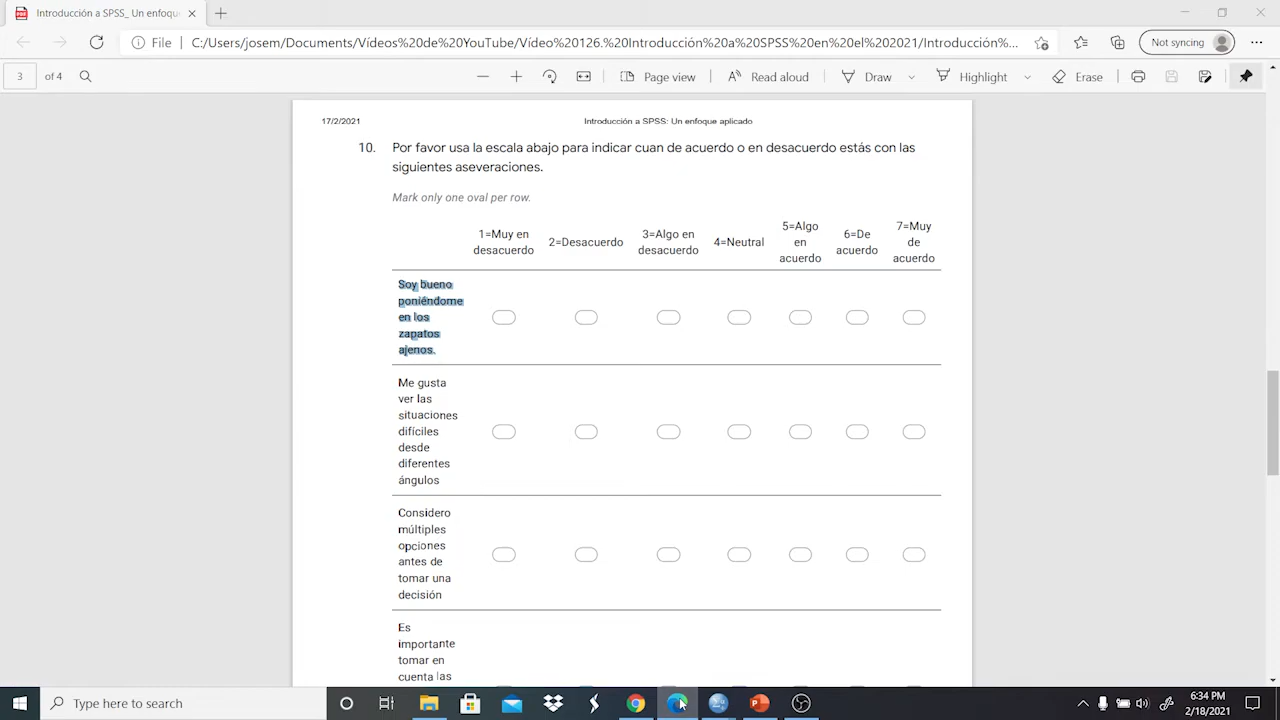 Introducción a SPSS_ Un enfoqu
File
C:/Users/josem/Documents/Vídeos%20de%20YouTube/Vídeo%20126.%20Introducción%20a%20SPSS%20en%20el%202021/Introducción%...
Not syncing
3 of 4
Page view
Read aloud
Draw
Highlight
Erase
17/2/2021
Introducción a SPSS: Un enfoque aplicado
10. Por favor usa la escala abajo para indicar cuan de acuerdo o en desacuerdo estás con las
siguientes aseveraciones.
Mark only one oval per row.
1=Muy en
desacuerdo
2=Desacuerdo
3=Algo en
desacuerdo
4=Neutral
5=Algo
en
acuerdo
6=De
acuerdo
7=Muy
de
acuerdo
Soy bueno
poniéndome
en los
zapatos
ajenos.
Me gusta
ver las
situaciones
difíciles
desde
diferentes
ángulos
Considero
múltiples
opciones
antes de
tomar una
decisión
Es
importante
tomar en
cuenta las
Type here to search
6:34 PM
2/18/2021